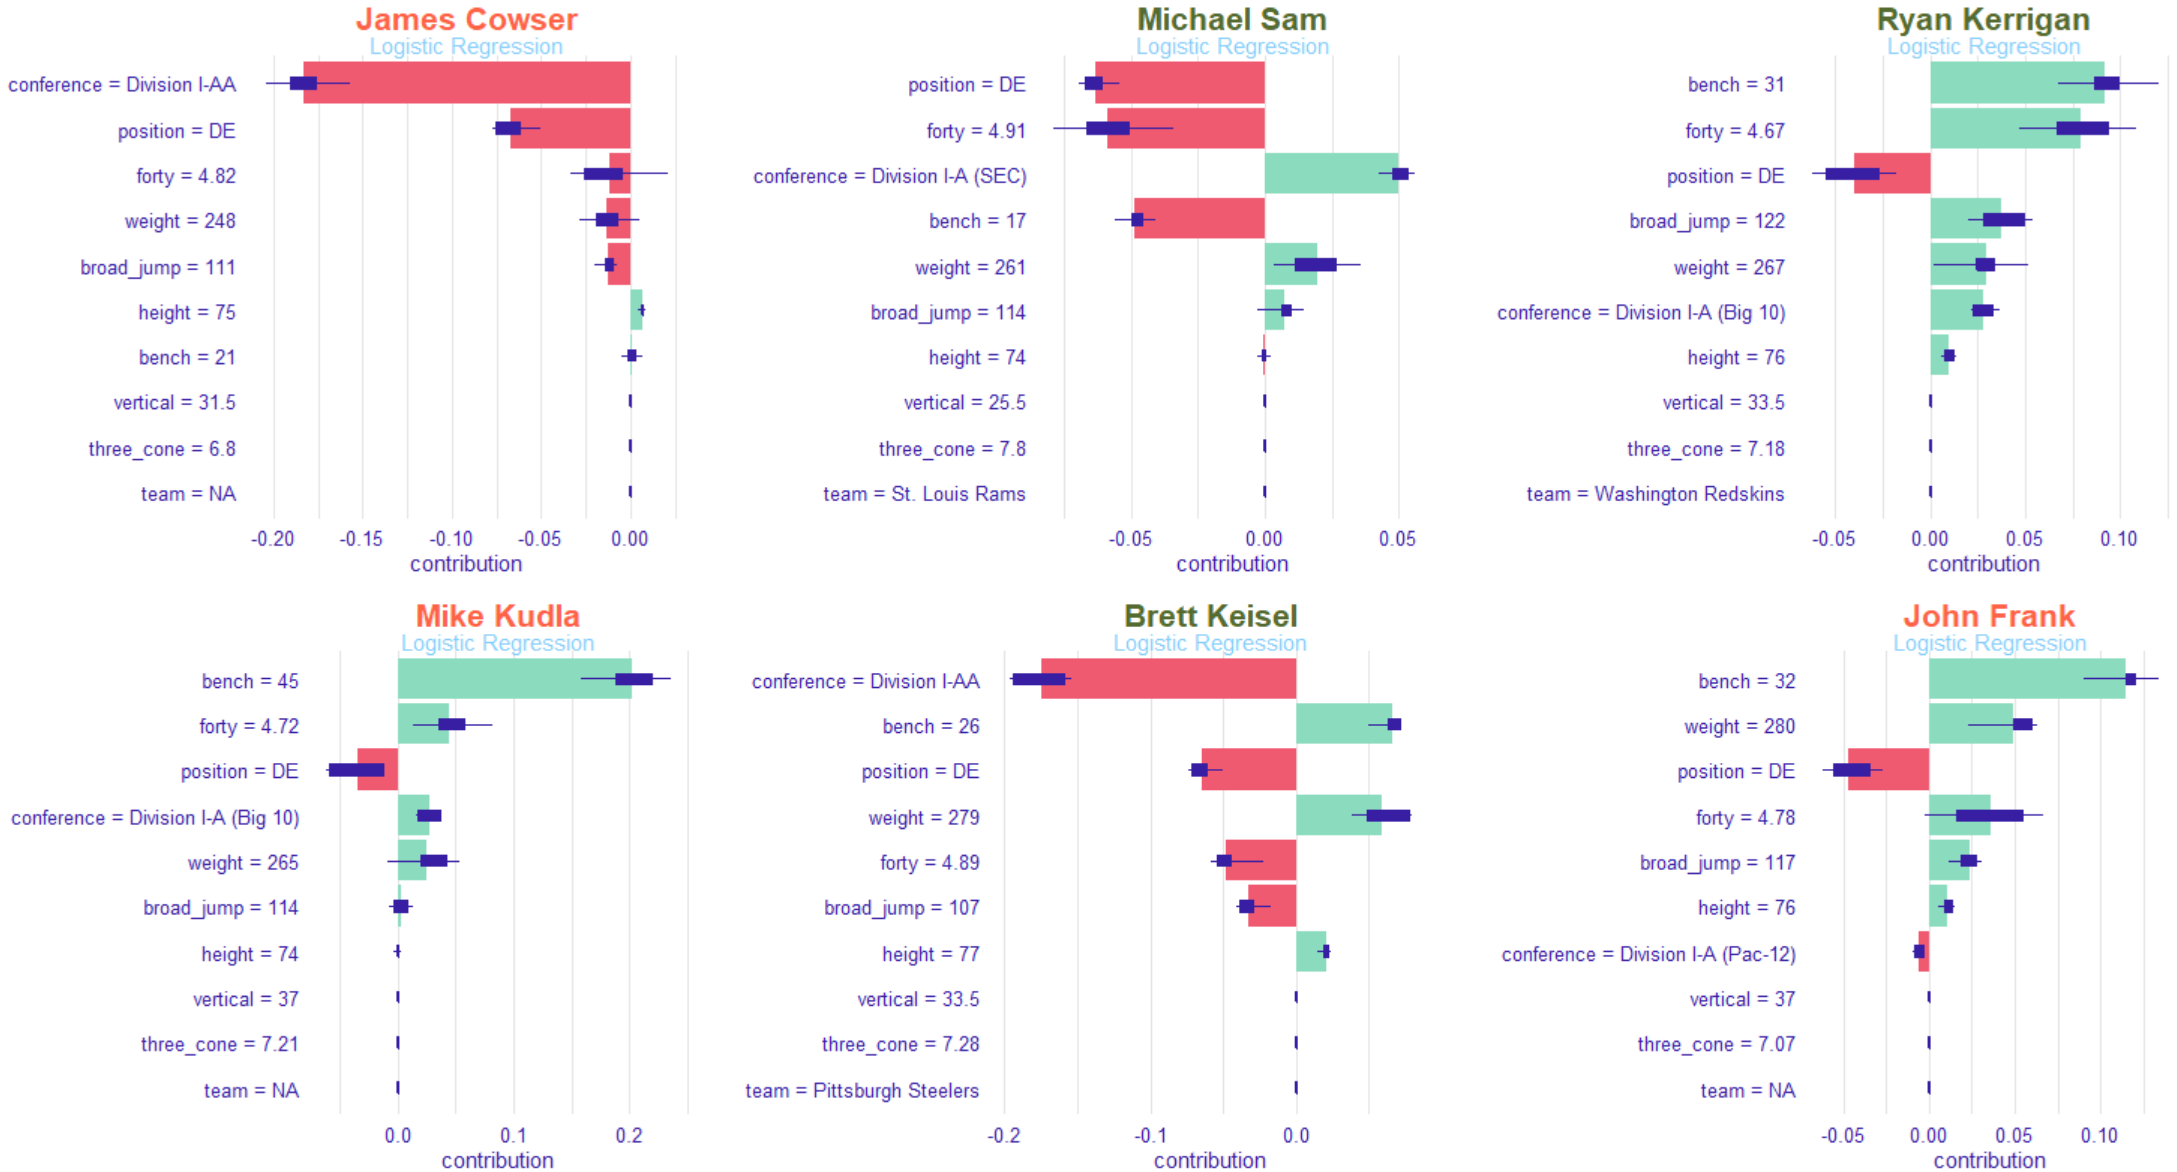 James Cowser
Logistic Regression
conference = Division I-AA
position = DE
forty = 4.82
weight = 248
broad_jump = 111
height = 75
bench = 21
vertical = 31.5
three_cone = 6.8
team = NA
-0.20 -0.15 -0.10 -0.05 0.00
contribution
Michael Sam
Logistic Regression
position = DE
forty = 4.91
conference = Division I-A (SEC)
bench = 17
weight = 261
broad_jump = 114
height = 74
vertical = 25.5
three_cone = 7.8
team = St. Louis Rams
-0.05 0.00 0.05
contribution
Ryan Kerrigan
Logistic Regression
bench = 31
forty = 4.67
position = DE
broad_jump = 122
weight = 267
conference = Division I-A (Big 10)
height = 76
vertical = 33.5
three_cone = 7.18
team = Washington Redskins
-0.05 0.00 0.05 0.10
contribution
Mike Kudla
Logistic Regression
bench = 45
forty = 4.72
position = DE
conference = Division I-A (Big 10)
weight = 265
broad_jump = 114
height = 74
vertical = 37
three_cone = 7.21
team = NA
0.0 0.1 0.2
contribution
Brett Keisel
Logistic Regression
conference = Division I-AA
bench = 26
position = DE
weight = 279
forty = 4.89
broad_jump = 107
height = 77
vertical = 33.5
three_cone = 7.28
team = Pittsburgh Steelers
-0.2 -0.1 0.0
contribution
John Frank
Logistic Regression
bench = 32
weight = 280
position = DE
forty = 4.78
broad_jump = 117
height = 76
conference = Division I-A (Pac-12)
vertical = 37
three_cone = 7.07
team = NA
-0.05 0.00 0.05 0.10
contribution